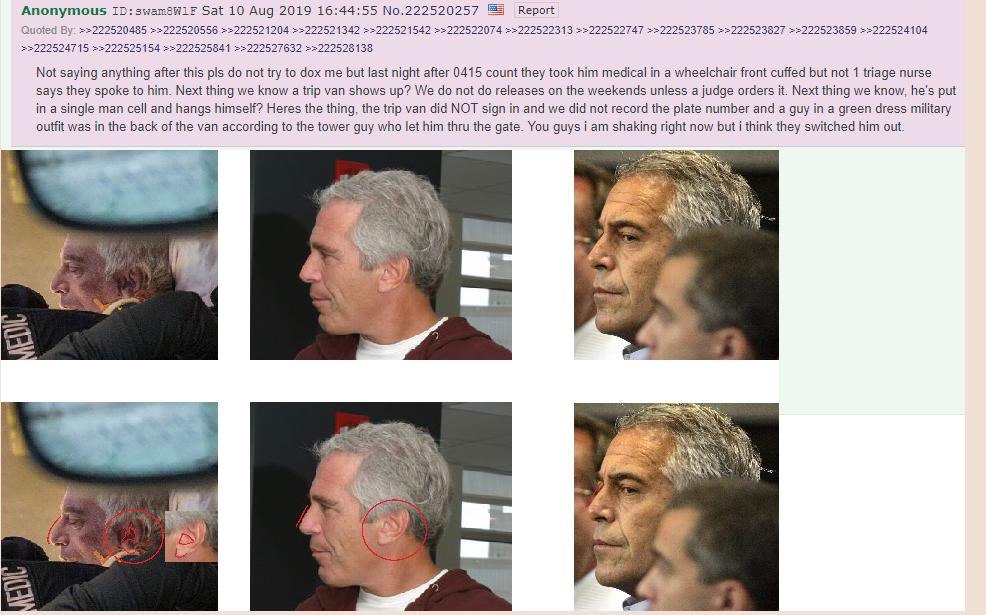 Anonymous ID:swam8W1F Sat 10 Aug 2019 16:44:55 No.222520257 Report
Quoted By: >>222520485 >>222520556 >>222521204 >>222521342 >>222521542 >>222522074 >>222522313 >>222522747 >>222523785 >>222523827 >>222523859 >>222524104
>>222524715 >>222525154 >>222525841 >>222527632 >>222528138
Not saying anything after this pls do not try to dox me but last night after 0415 count they took him medical in a wheelchair front cuffed but not 1 triage nurse
says they spoke to him. Next thing we know a trip van shows up? We do not do releases on the weekends unless a judge orders it. Next thing we know, he's put
in a single man cell and hangs himself? Heres the thing, the trip van did NOT sign in and we did not record the plate number and a guy in a green dress military
outfit was in the back of the van according to the tower guy who let him thru the gate. You guys i am shaking right now but i think they switched him out.
MEDIC
MEDIC